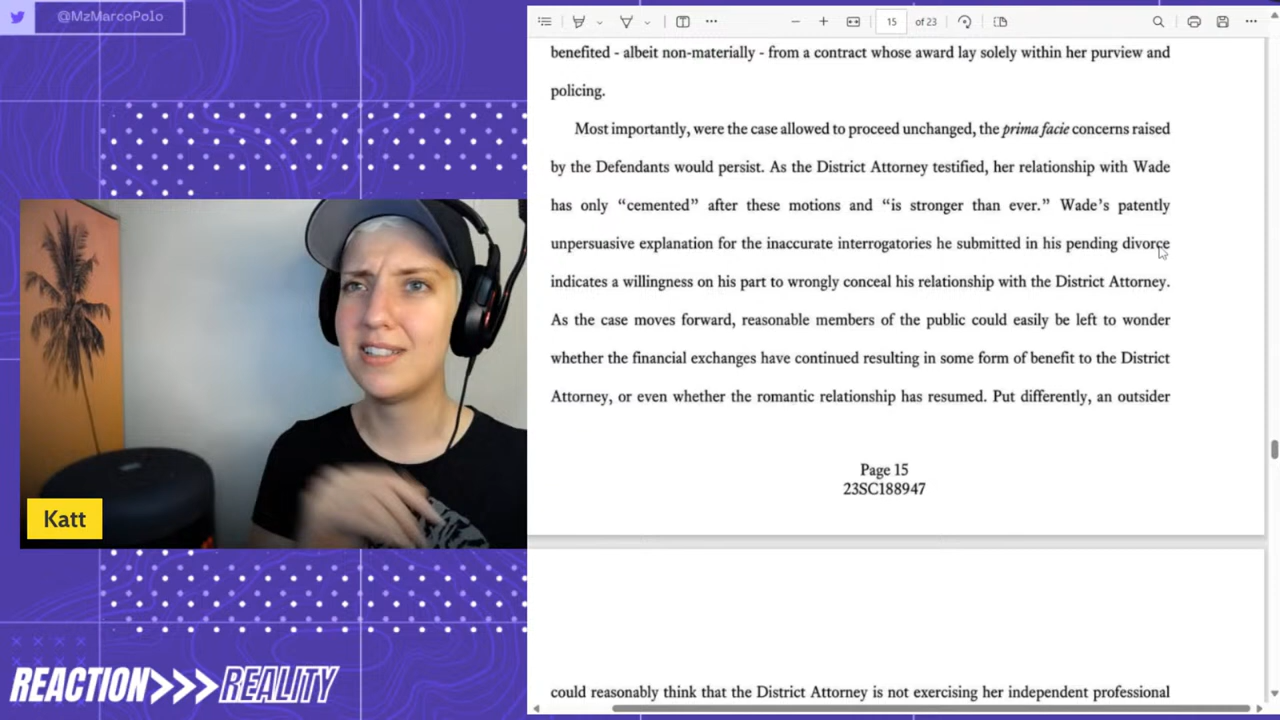 @MzMarcoPolo
15
of 23
benefited - albeit non-materially - from a contract whose award lay solely within her purview and
policing.
Most importantly, were the case allowed to proceed unchanged, the prima facie concerns raised
by the Defendants would persist. As the District Attorney testified, her relationship with Wade
has only “cemented” after these motions and “is stronger than ever.” Wade’s patently
unpersuasive explanation for the inaccurate interrogatories he submitted in his pending divorce
indicates a willingness on his part to wrongly conceal his relationship with the District Attorney.
As the case moves forward, reasonable members of the public could easily be left to wonder
whether the financial exchanges have continued resulting in some form of benefit to the District
Attorney, or even whether the romantic relationship has resumed. Put differently, an outsider
Page 15
23SC188947
could reasonably think that the District Attorney is not exercising her independent professional
Katt
REACTION>>>REALITY